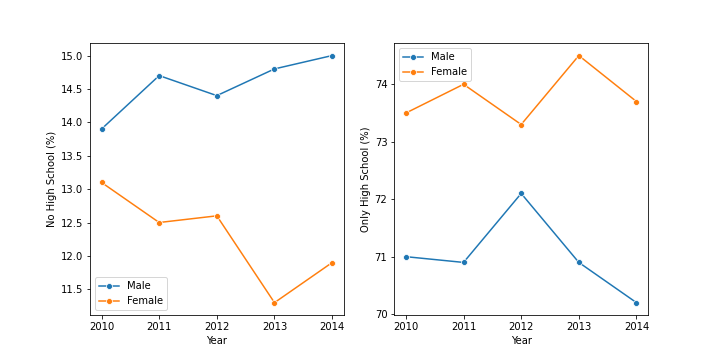 15.0
14.5
14.0
13.5
13.0
12.5
12.0
11.5
No High School (%)
Male
Female
2010 2011 2012 2013 2014
Year
74
73
72
71
70
Only High School (%)
Male
Female
2010 2011 2012 2013 2014
Year